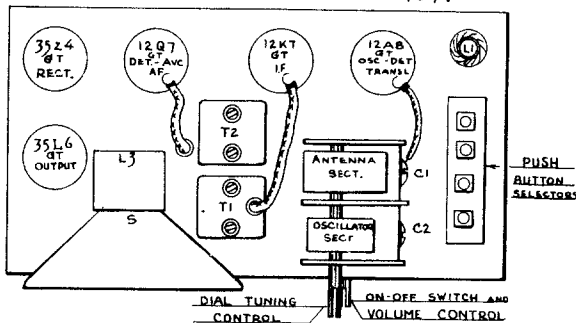 35Z4
GT
RECT.
12Q7
GT
DET.-AVC
AF
12K7
GT
I.F.
12A8
GT
OSC-DET
TRANSL
L1
35L6
GT
OUTPUT
L3
S
T2
T1
ANTENNA
SECT.
OSCILLATOR
SECT
C1
C2
PUSH
BUTTON
SELECTORS
DIAL TUNING
CONTROL
ON-OFF SWITCH AND
VOLUME CONTROL